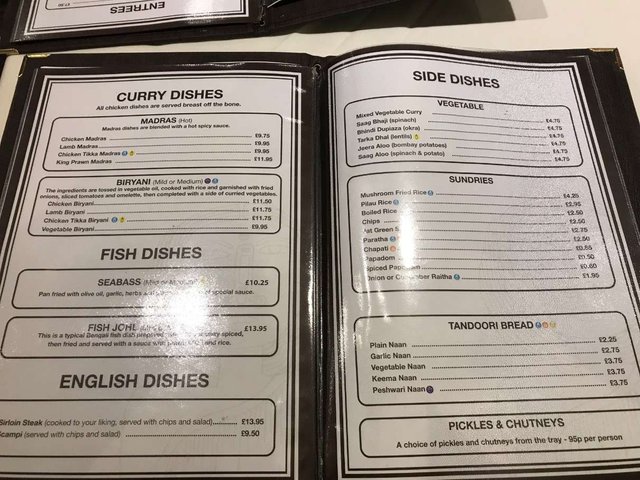 ENTREES
£7.50
CURRY DISHES
All chicken dishes are served breast off the bone.
MADRAS (Hot)
Madras dishes are blended with a hot spicy sauce.
Chicken Madras £9.75
Lamb Madras £9.95
Chicken Tikka Madras £9.95
King Prawn Madras £11.95
BIRYANI (Mild or Medium)
The ingredients are tossed in vegetable oil, cooked with rice and garnished with fried
onions, sliced tomatoes and omelette, then completed with a side of curried vegetables.
Chicken Biryani £11.50
Lamb Biryani £11.75
Chicken Tikka Biryani £11.75
Vegetable Biryani £9.95
FISH DISHES
SEABASS (Mild or Medium) £10.25
Pan fried with olive oil, garlic, herbs of special sauce.
FISH £13.95
This is a typical Bengali fish dish spiced,
then fried and served with a sauce and rice.
ENGLISH DISHES
Sirloin Steak (cooked to your liking, served with chips and salad) £13.95
Scampi (served with chips and salad) £9.50
SIDE DISHES
VEGETABLE
Mixed Vegetable Curry £4.75
Saag Bhaji (spinach) £4.75
Bhindi Dupiaza (okra) £4.75
Tarka Dhal (lentils) £4.75
Jeera Aloo (bombay potatoes) £4.75
Saag Aloo (spinach & potato) £4.75
SUNDRIES
Mushroom Fried Rice £4.25
Pilau Rice £2.95
Boiled Rice £2.50
Chips £2.50
Green £2.75
Paratha £2.50
Chapati £0.85
Papadom £0.50
Spiced Papadom £0.60
Onion or Cucumber Raitha £1.95
TANDOORI BREAD
Plain Naan £2.25
Garlic Naan £2.75
Vegetable Naan £3.75
Keema Naan £3.75
Peshwari Naan £3.75
PICKLES & CHUTNEYS
A choice of pickles and chutneys from the tray - 95p per person